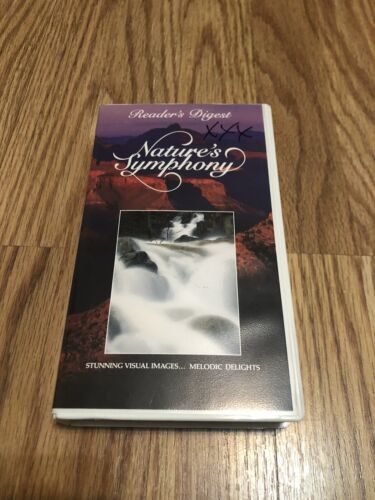 Reader's Digest
XXX
Nature's
Symphony
STUNNING VISUAL IMAGES... MELODIC DELIGHTS